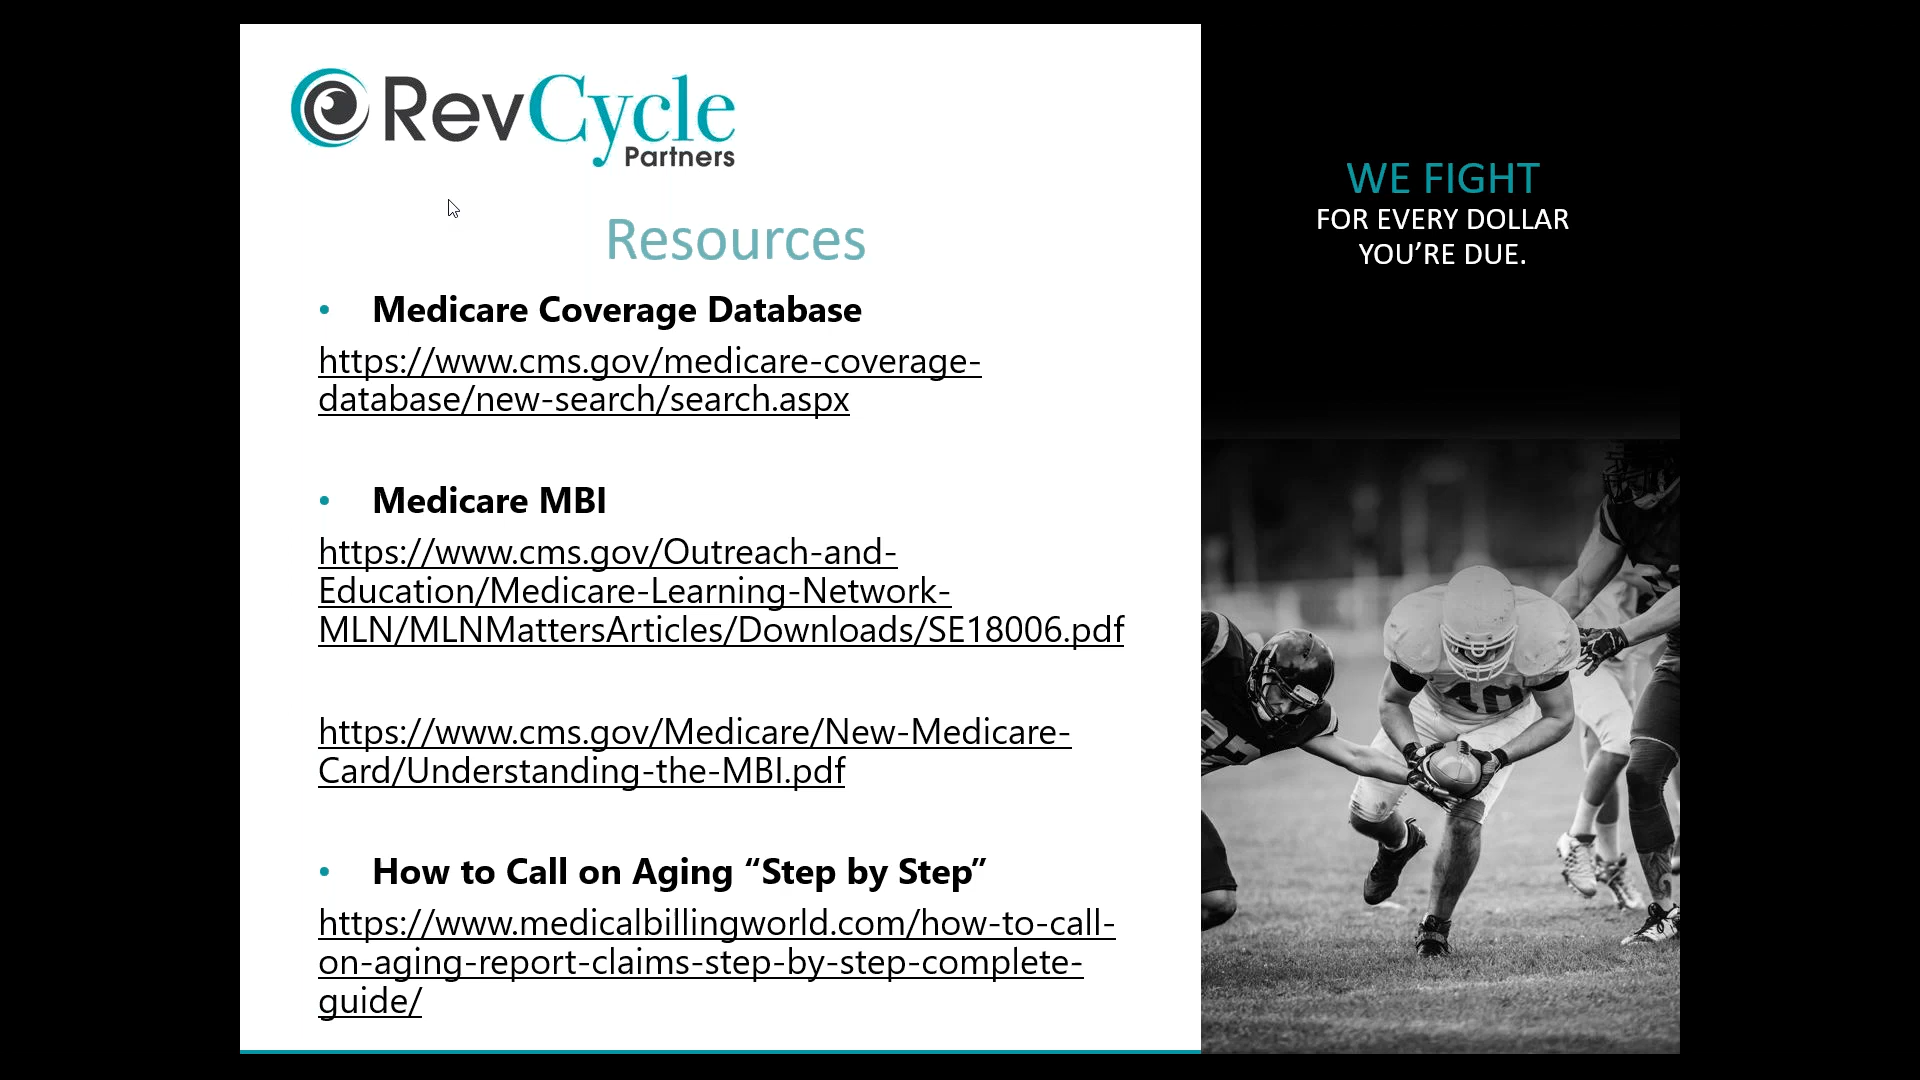 RevCycle
Partners
Resources
• Medicare Coverage Database
https://www.cms.gov/medicare-coverage-
database/new-search/search.aspx
• Medicare MBI
https://www.cms.gov/Outreach-and-
Education/Medicare-Learning-Network-
MLN/MLNMattersArticles/Downloads/SE18006.pdf
https://www.cms.gov/Medicare/New-Medicare-
Card/Understanding-the-MBI.pdf
• How to Call on Aging “Step by Step”
https://www.medicalbillingworld.com/how-to-call-
on-aging-report-claims-step-by-step-complete-
guide/
WE FIGHT
FOR EVERY DOLLAR
YOU’RE DUE.